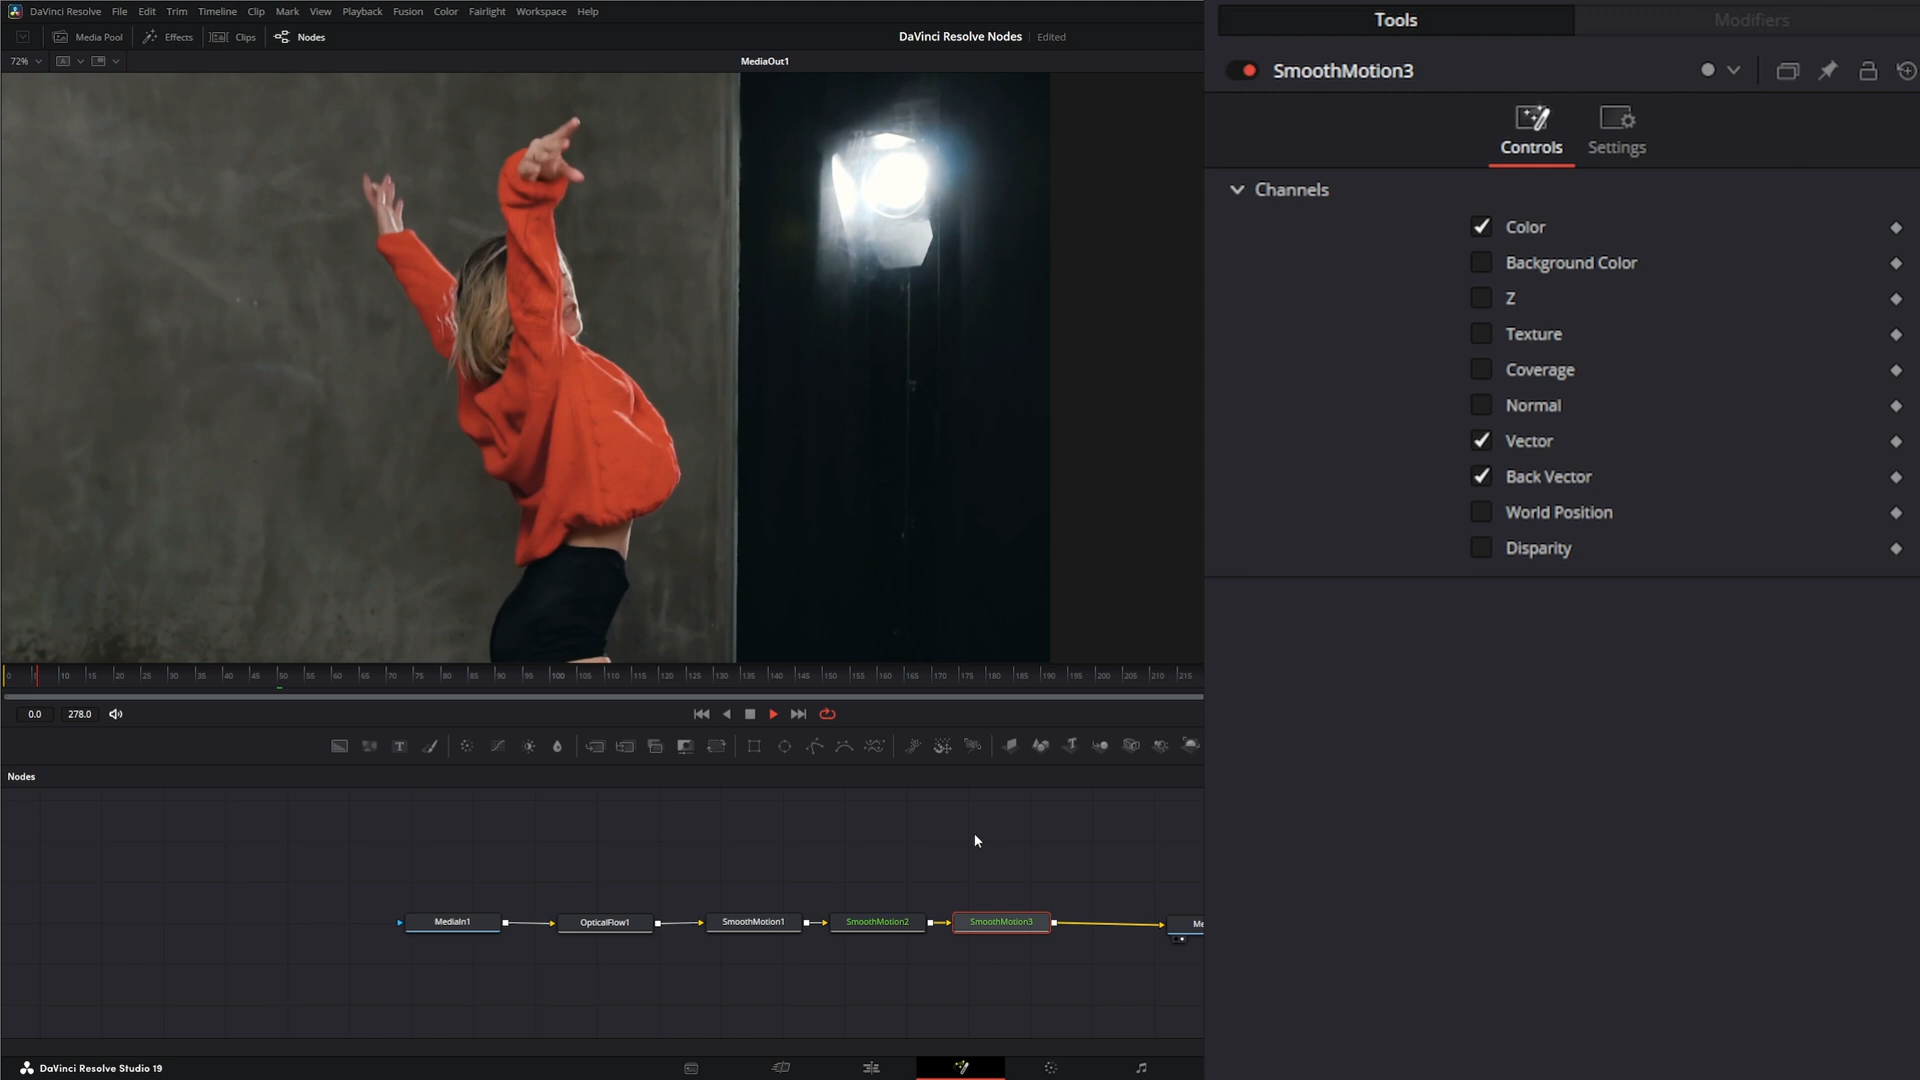 DaVinci Resolve File Edit Trim Timeline Clip Mark View Playback Fusion Color Fairlight Workspace Help
Media Pool Effects Clips Nodes DaVinci Resolve Nodes Edited
72% A MediaOut1
0 5 10 15 20 25 30 35 40 45 50 55 60 65 70 75 80 85 90 95 100 105 110 115 120 125 130 135 140 145 150 155 160 165 170 175 180 185 190 195 200 205 210 215
0.0 278.0
Nodes
MediaIn1 OpticalFlow1 SmoothMotion1 SmoothMotion2 SmoothMotion3 Me
DaVinci Resolve Studio 19
Tools Modifiers
SmoothMotion3
Controls Settings
Channels
Color
Background Color
Z
Texture
Coverage
Normal
Vector
Back Vector
World Position
Disparity